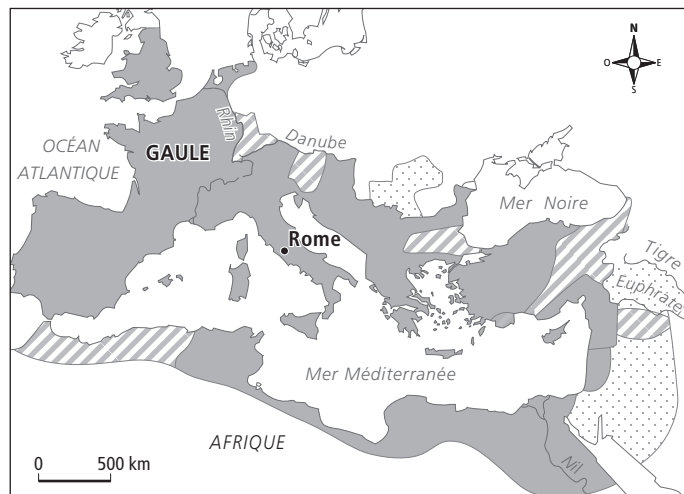 N
O
E
S
Rhin
Danube
OCÉAN
ATLANTIQUE
GAULE
Mer Noire
Rome
Tigre
Euphrate
Mer Méditerranée
AFRIQUE
Nil
0 500 km